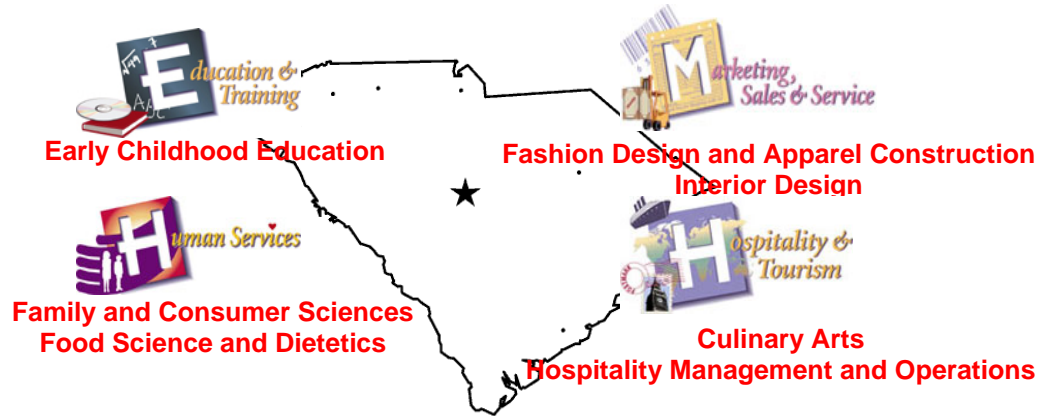 Education &
Training
Early Childhood Education
Marketing,
Sales & Service
Fashion Design and Apparel Construction
Interior Design
Human Services
Family and Consumer Sciences
Food Science and Dietetics
Hospitality &
Tourism
Culinary Arts
Hospitality Management and Operations